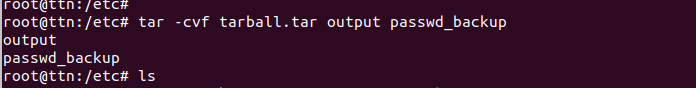 root@ttn:/etc#
root@ttn:/etc# tar -cvf tarball.tar output passwd_backup
output
passwd_backup
root@ttn:/etc# ls